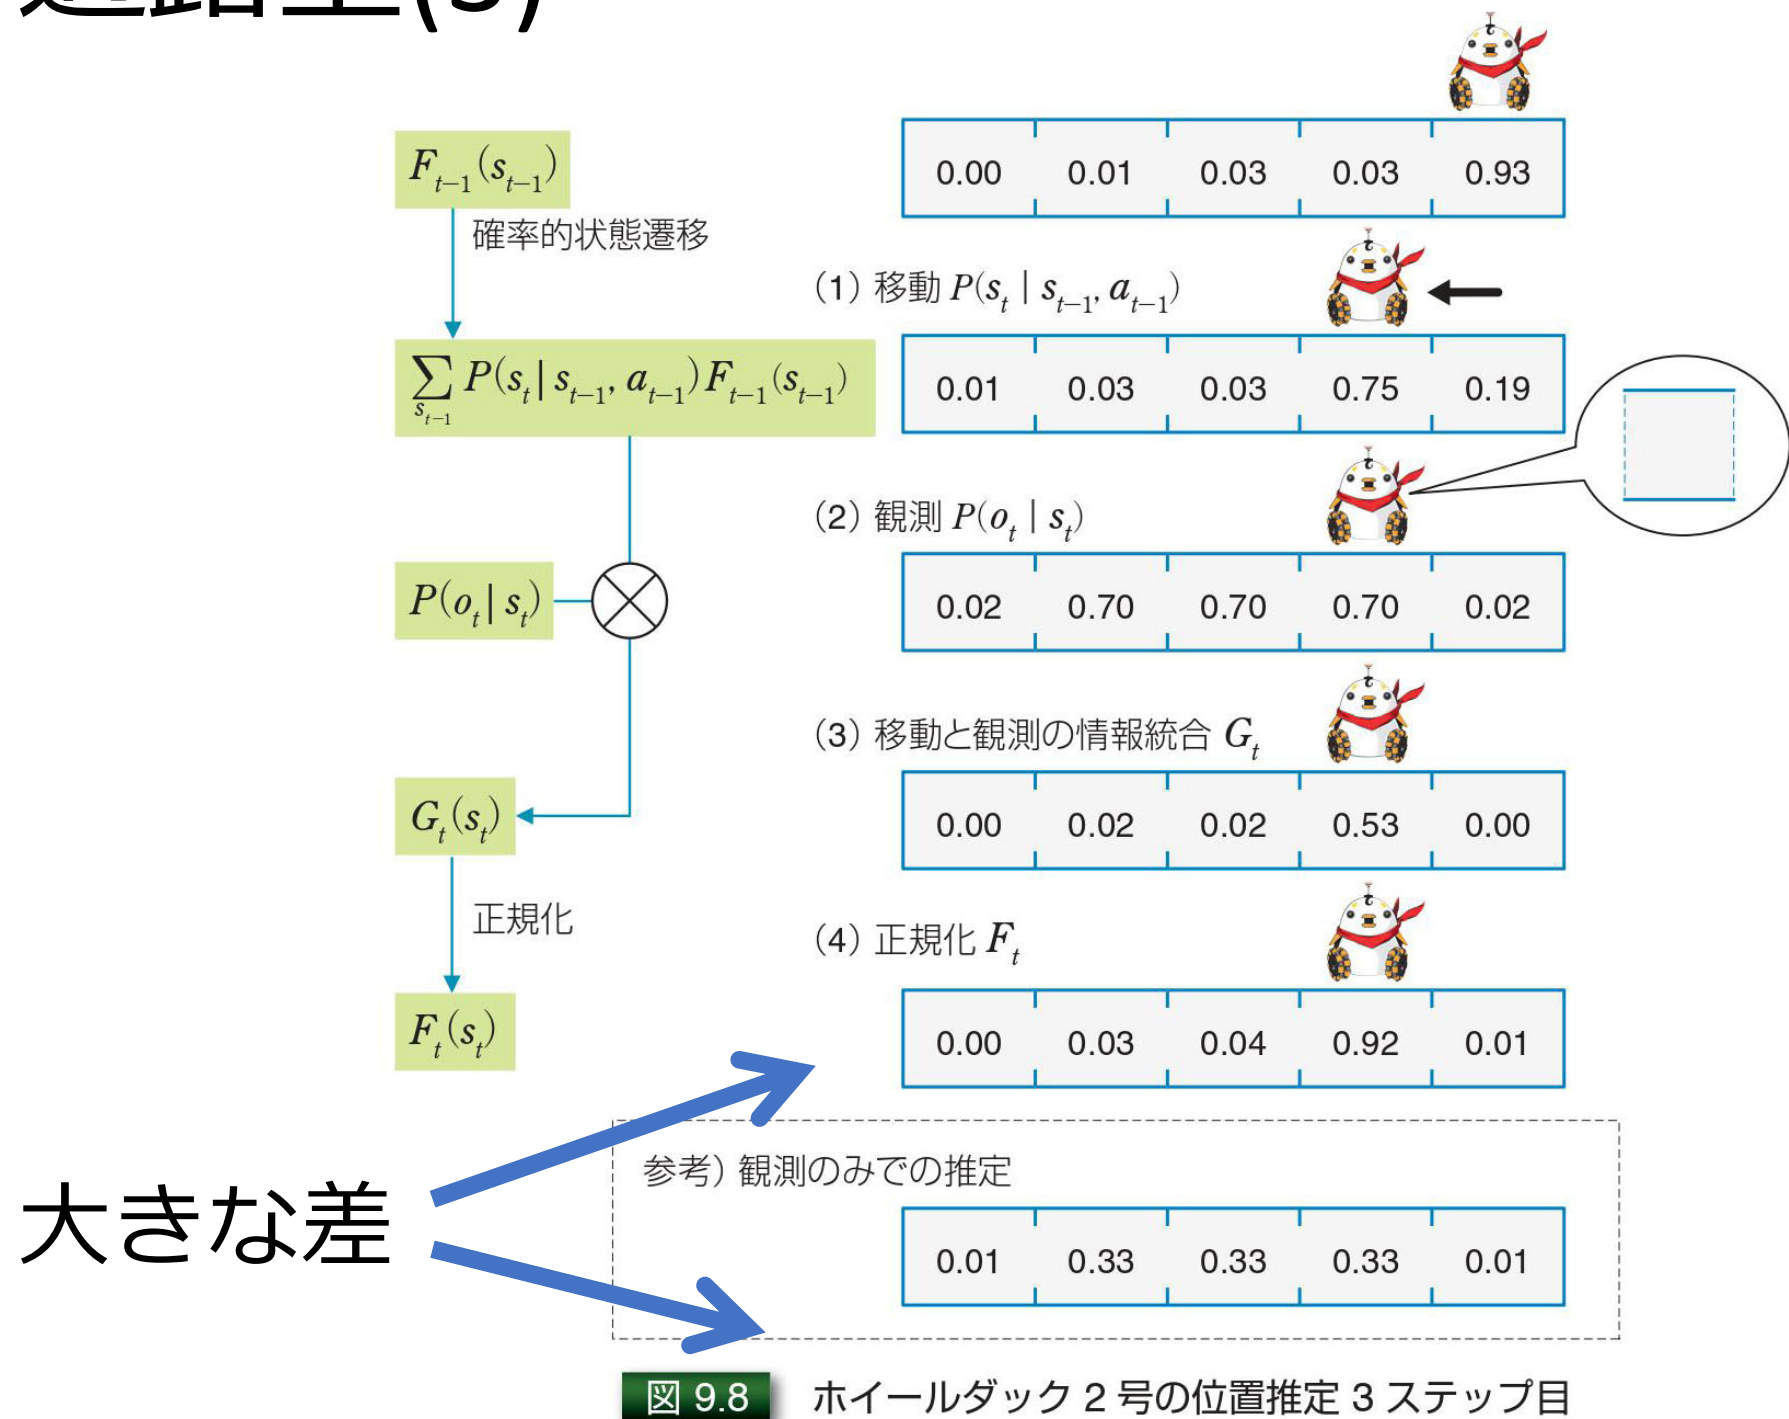 F_{t−1}(s_{t−1})
確率的状態遷移
∑_{s_{t−1}} P(s_t | s_{t−1}, a_{t−1}) F_{t−1}(s_{t−1})
P(o_t | s_t)
G_t(s_t)
正規化
F_t(s_t)
大きな差
0.00 0.01 0.03 0.03 0.93
(1) 移動 P(s_t | s_{t−1}, a_{t−1})
0.01 0.03 0.03 0.75 0.19
(2) 観測 P(o_t | s_t)
0.02 0.70 0.70 0.70 0.02
(3) 移動と観測の情報統合 G_t
0.00 0.02 0.02 0.53 0.00
(4) 正規化 F_t
0.00 0.03 0.04 0.92 0.01
参考) 観測のみでの推定
0.01 0.33 0.33 0.33 0.01
図 9.8 ホイールダック 2 号の位置推定 3 ステップ目